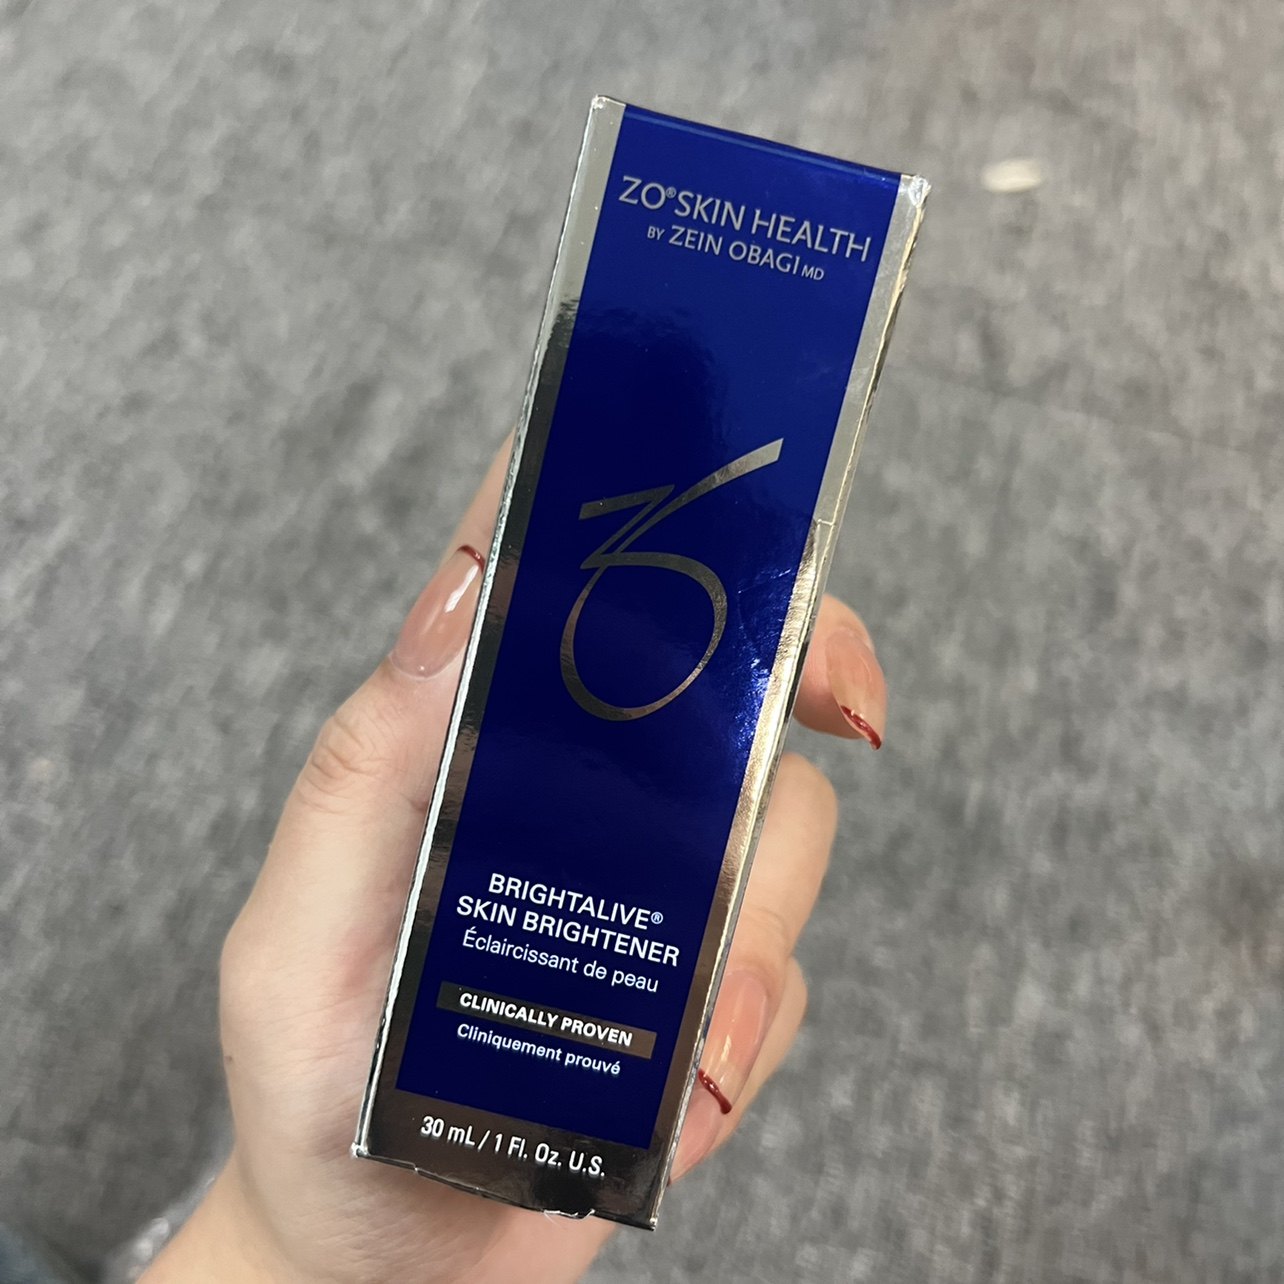 ZO® SKIN HEALTH
BY ZEIN OBAGI MD
ZO
BRIGHTALIVE®
SKIN BRIGHTENER
Éclaircissant de peau
CLINICALLY PROVEN
Cliniquement prouvé
30 mL / 1 Fl. Oz. U.S.